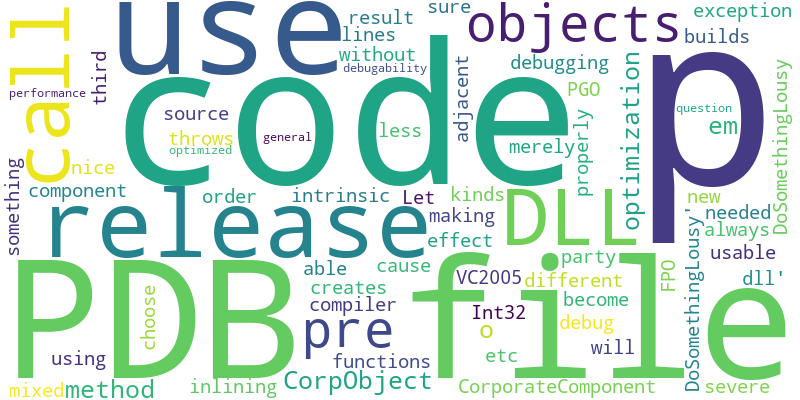 call
performance
third
use
result
lines
without
debugability
sure
objects
exception
builds
code
source
throws
optimized
general
less
adjacent
debugging
merely
PGO
properly
optimization
p
question
em
DoSomethingLousy
something
nice
component
order
intrinsic
Let
kinds
new
needed
always
release
making
effect
DLL
usable
PDB file
able
cause
creates
compiler
VC2005
party
different
become
FPO
DoSomethingLousy'
dll'
choose
pre
Int32
o
debug
will
using
functions
etc
mixed
method
inlining
CorpObject
CorporateComponent
severe